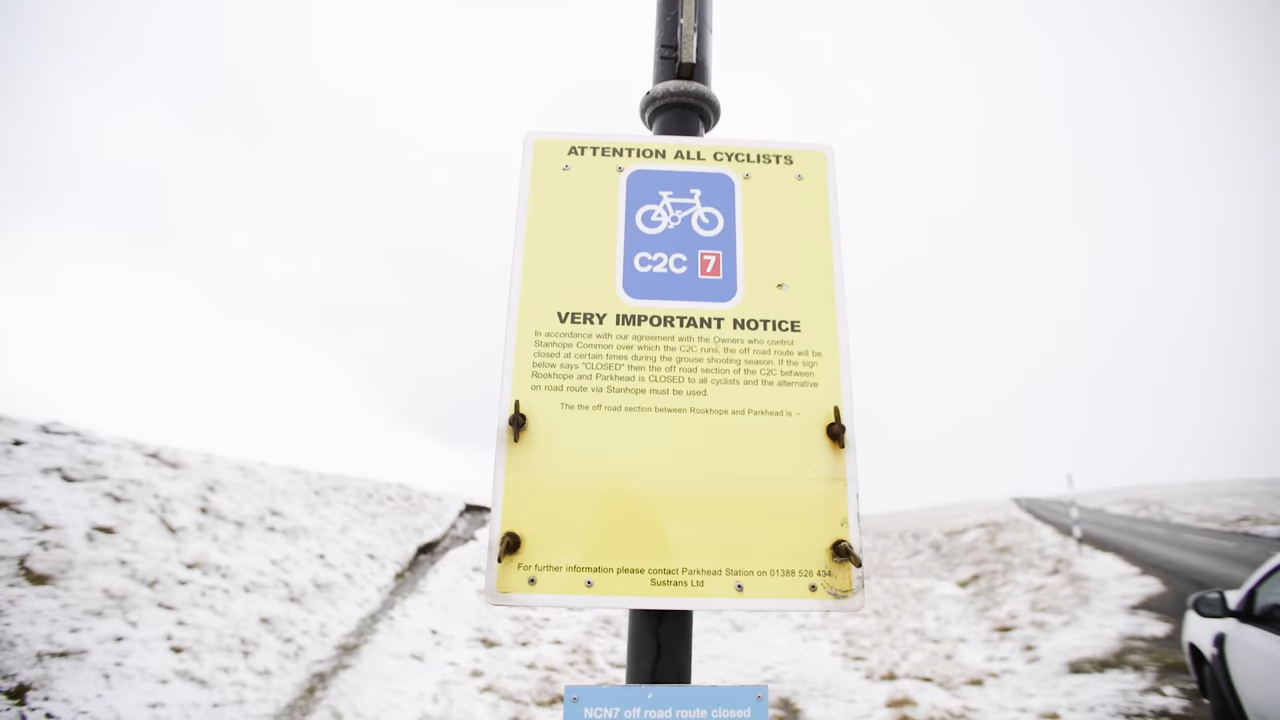 ATTENTION ALL CYCLISTS
C2C 7
VERY IMPORTANT NOTICE
In accordance with our agreement with the Owners who control
Stanhope Common over which the C2C runs, the off road route will be
closed at certain times during the grouse shooting season. If the sign
below says "CLOSED" then the off road section of the C2C between
Rookhope and Parkhead is CLOSED to all cyclists and the alternative
on road route via Stanhope must be used.
The the off road section between Rookhope and Parkhead is -
For further information please contact Parkhead Station on 01388 526 434.
Sustrans Ltd
NCN7 off road route closed